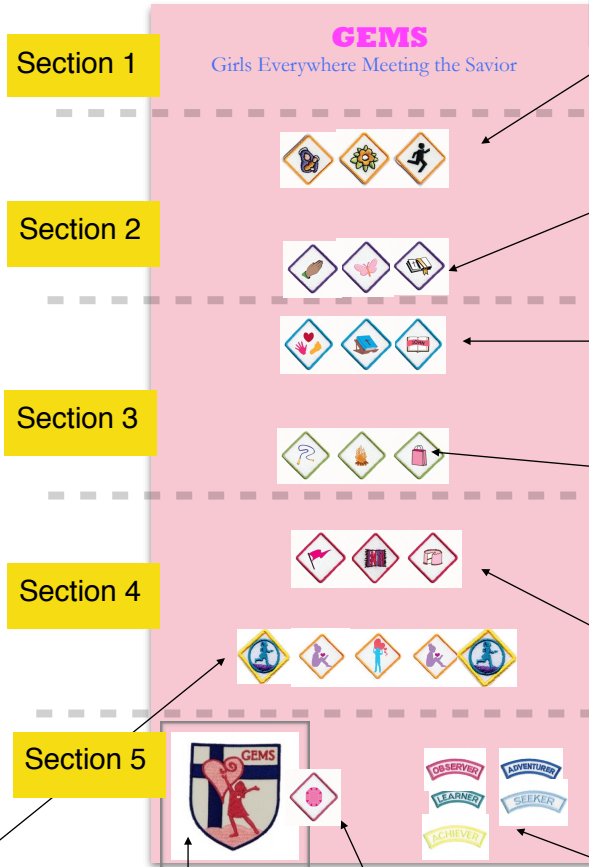 Section 1
GEMS
Girls Everywhere Meeting the Savior
Section 2
JOHN
Section 3
Section 4
Section 5
GEMS
OBSERVER
ADVENTURER
LEARNER
SEEKER
ACHIEVER